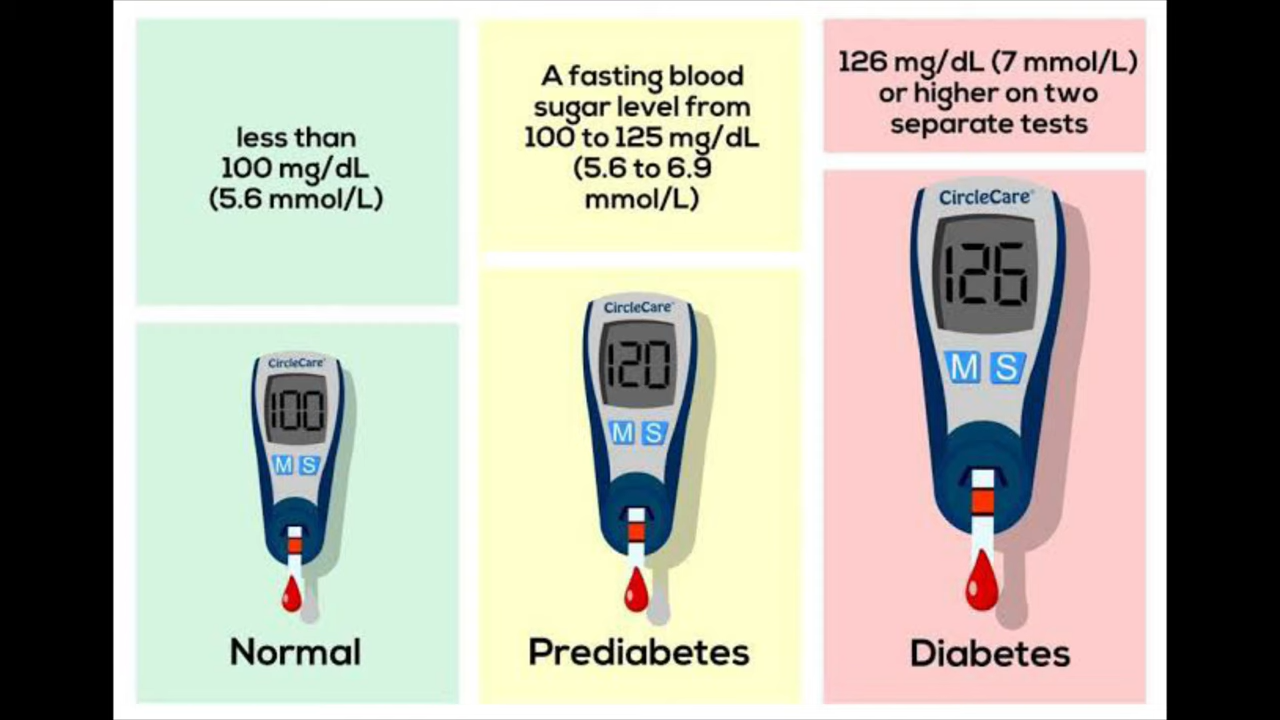 less than
100 mg/dL
(5.6 mmol/L)
CircleCare®
100
M S
Normal
A fasting blood
sugar level from
100 to 125 mg/dL
(5.6 to 6.9
mmol/L)
CircleCare®
120
M S
Prediabetes
126 mg/dL (7 mmol/L)
or higher on two
separate tests
CircleCare®
126
M S
Diabetes